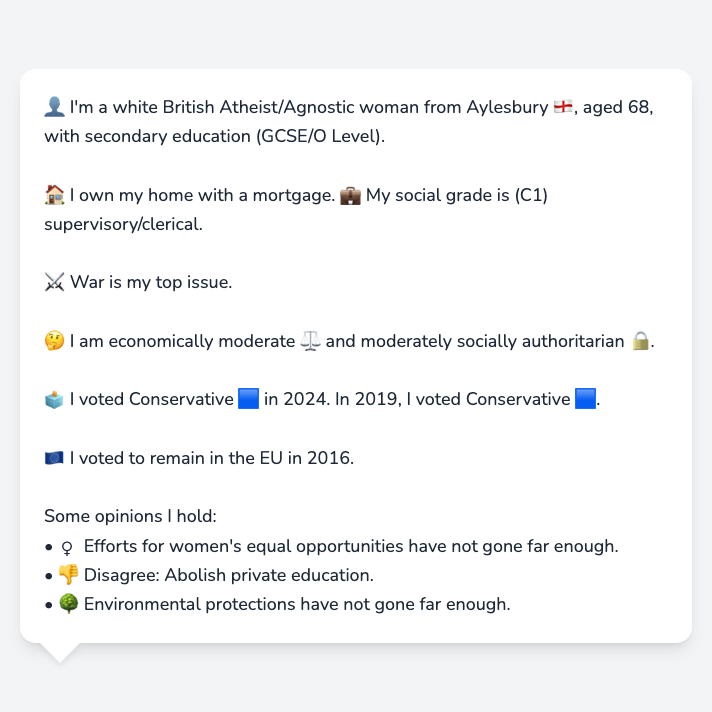 👤 I'm a white British Atheist/Agnostic woman from Aylesbury 🏴󠁧󠁢󠁥󠁮󠁧󠁿, aged 68,
with secondary education (GCSE/O Level).
🏠 I own my home with a mortgage. 💼 My social grade is (C1)
supervisory/clerical.
⚔️ War is my top issue.
🤔 I am economically moderate ⚖️ and moderately socially authoritarian 🔒.
🗳️ I voted Conservative 🟦 in 2024. In 2019, I voted Conservative 🟦.
🇪🇺 I voted to remain in the EU in 2016.
Some opinions I hold:
• ♀ Efforts for women's equal opportunities have not gone far enough.
• 👎 Disagree: Abolish private education.
• 🌳 Environmental protections have not gone far enough.